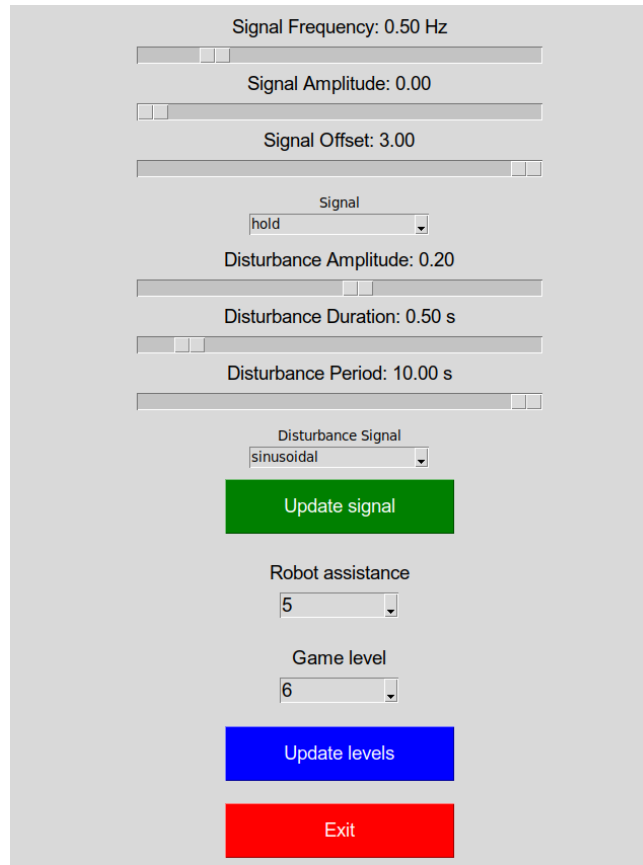 Signal Frequency: 0.50 Hz
Signal Amplitude: 0.00
Signal Offset: 3.00
Signal
hold
Disturbance Amplitude: 0.20
Disturbance Duration: 0.50 s
Disturbance Period: 10.00 s
Disturbance Signal
sinusoidal
Update signal
Robot assistance
5
Game level
6
Update levels
Exit